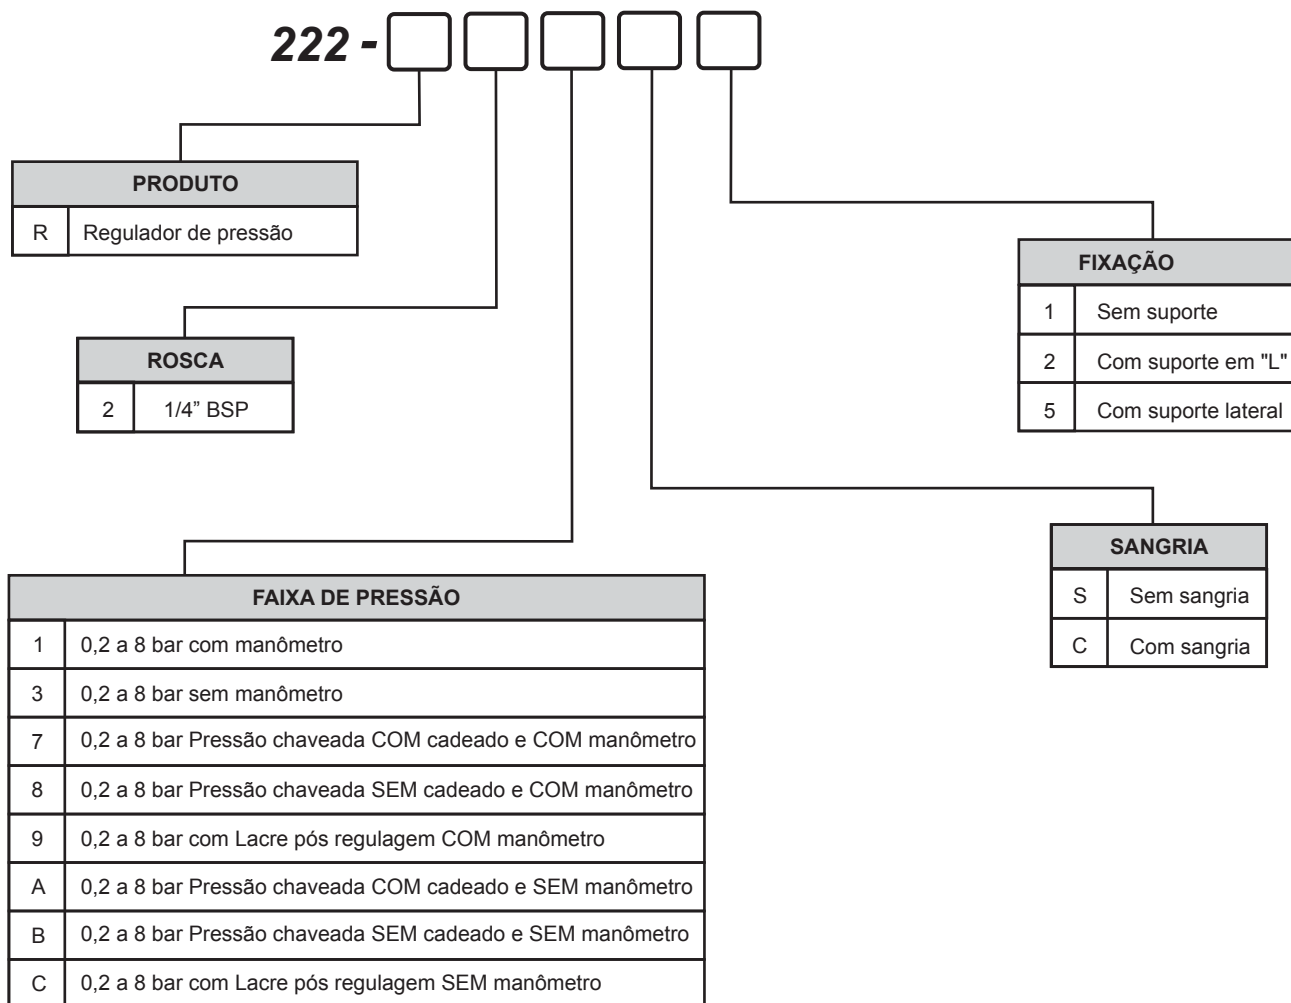 222 -
PRODUTO
R Regulador de pressão
ROSCA
2 1/4” BSP
FAIXA DE PRESSÃO
1 0,2 a 8 bar com manômetro
3 0,2 a 8 bar sem manômetro
7 0,2 a 8 bar Pressão chaveada COM cadeado e COM manômetro
8 0,2 a 8 bar Pressão chaveada SEM cadeado e COM manômetro
9 0,2 a 8 bar com Lacre pós regulagem COM manômetro
A 0,2 a 8 bar Pressão chaveada COM cadeado e SEM manômetro
B 0,2 a 8 bar Pressão chaveada SEM cadeado e SEM manômetro
C 0,2 a 8 bar com Lacre pós regulagem SEM manômetro
FIXAÇÃO
1 Sem suporte
2 Com suporte em "L"
5 Com suporte lateral
SANGRIA
S Sem sangria
C Com sangria